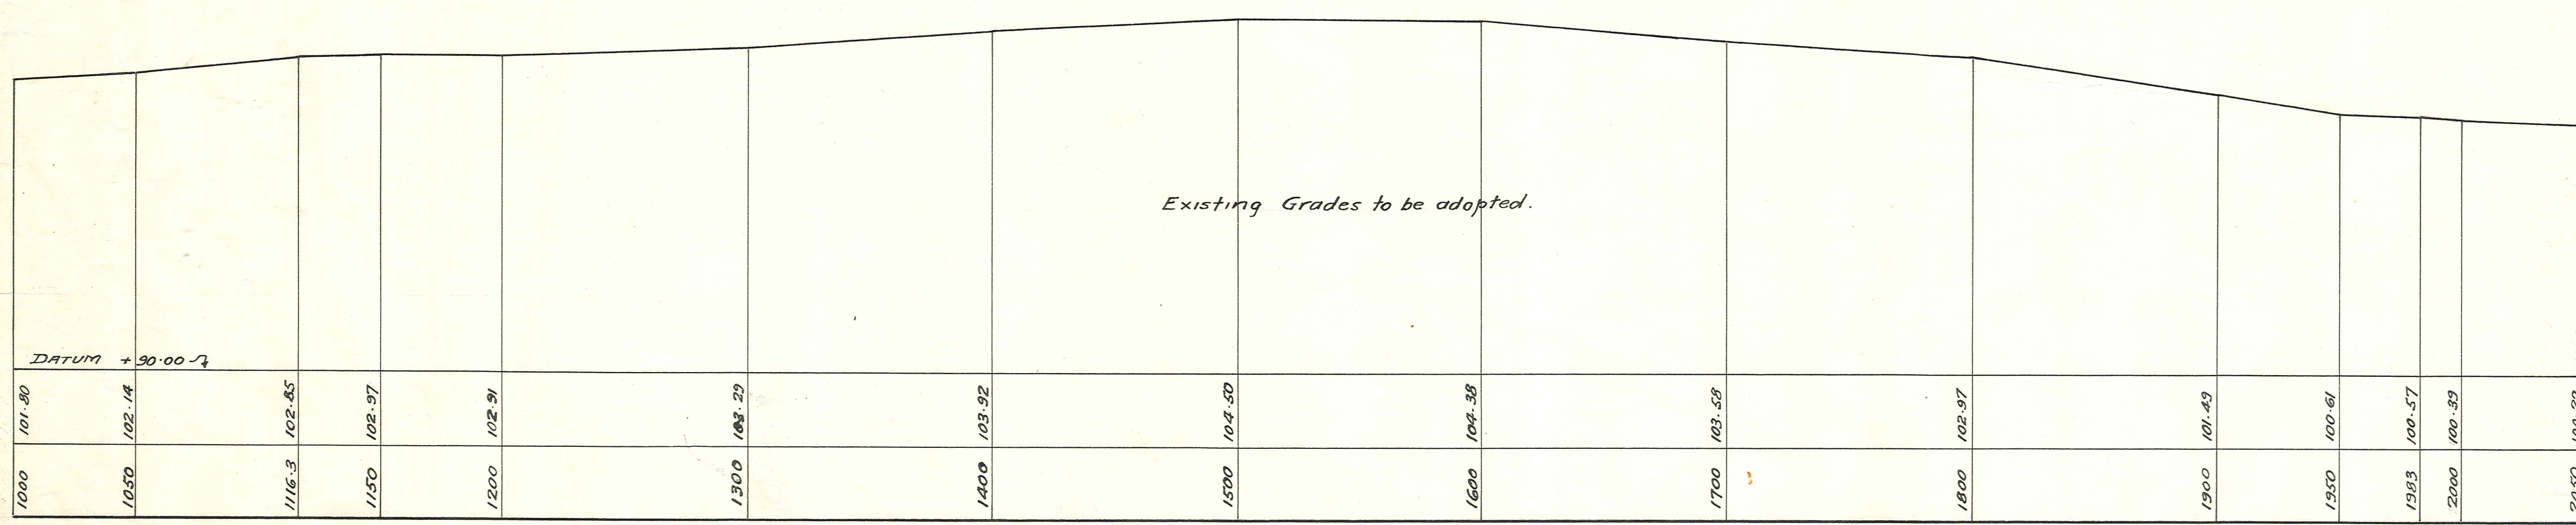 Existing Grades to be adopted.
DATUM + 90.00
101.80 102.14 102.85 102.97 102.91 103.29 103.92 104.50 104.38 103.58 102.97 101.49 100.61 100.57 100.39
1000 1050 1116.3 1150 1200 1300 1400 1500 1600 1700 1800 1900 1950 1983 2000